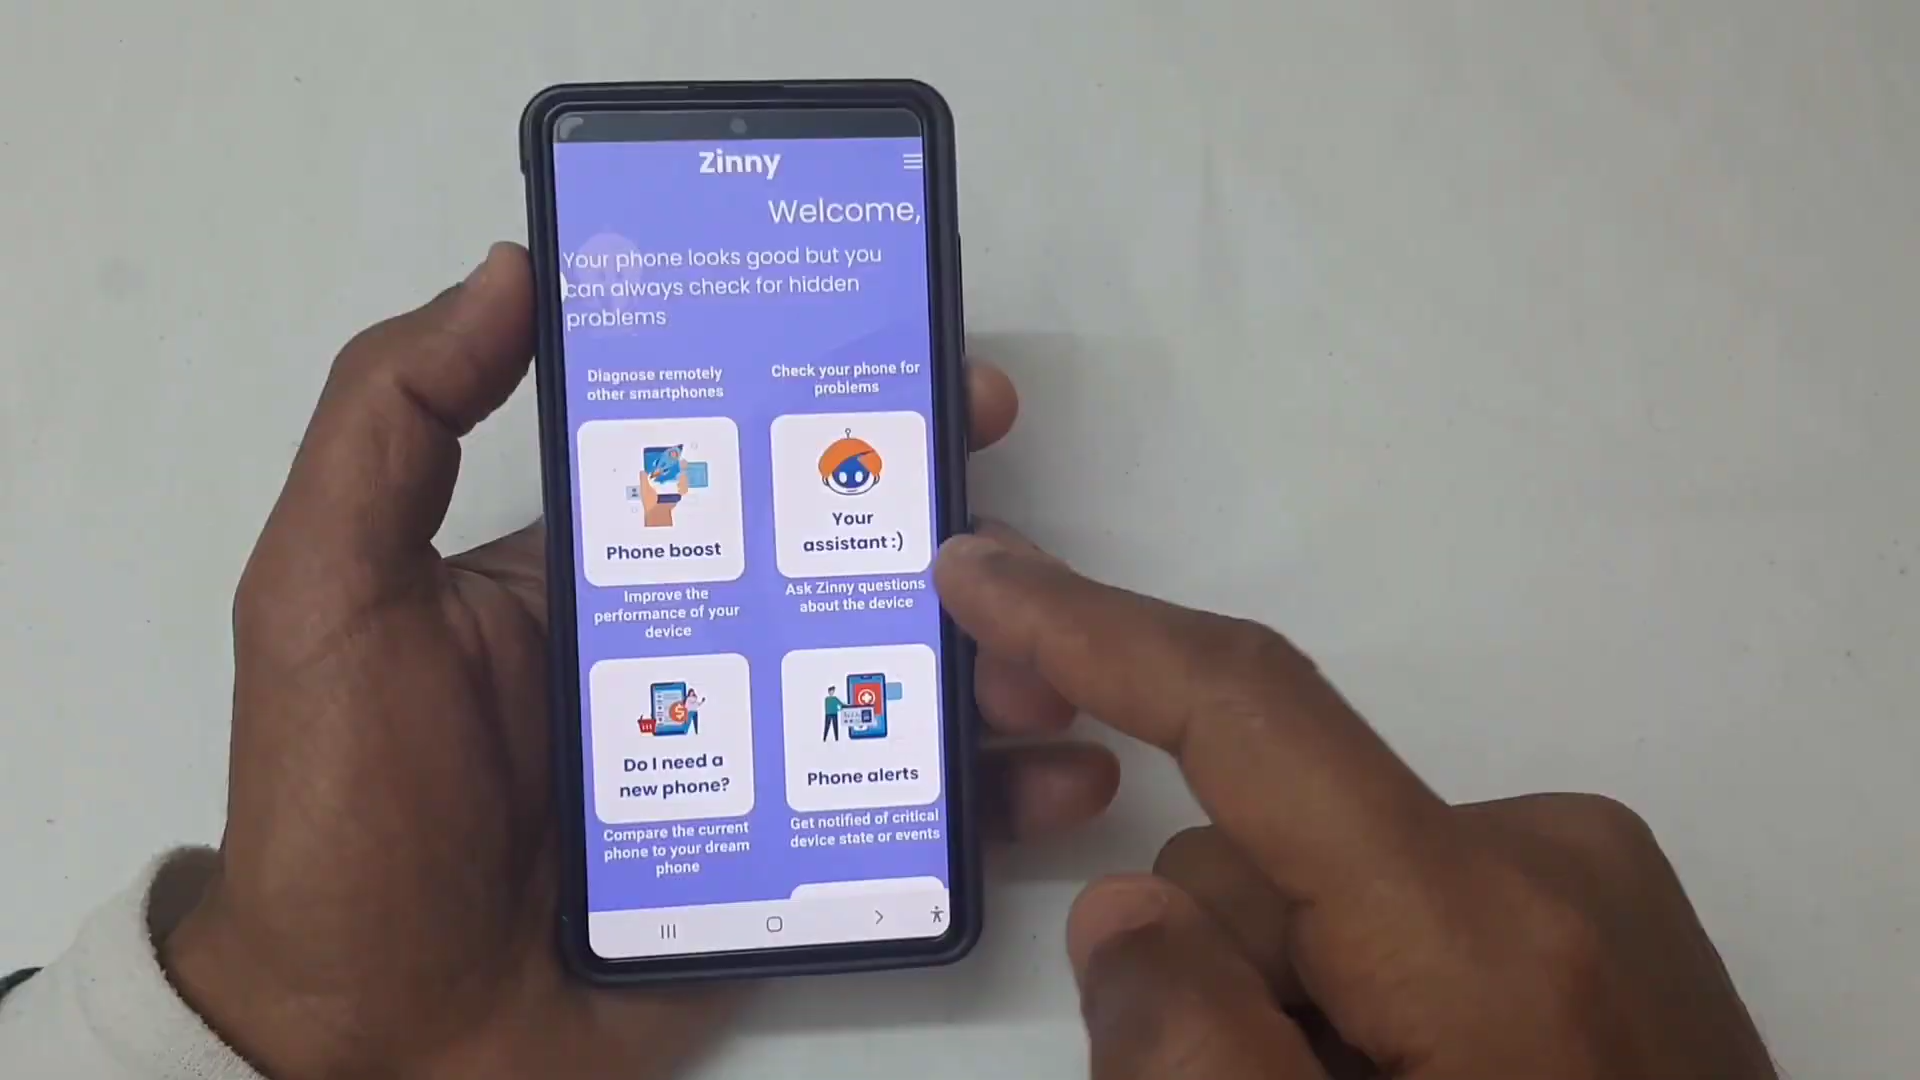 Zinny
Welcome,
Your phone looks good but you
can always check for hidden
problems
Diagnose remotely
other smartphones
Check your phone for
problems
Phone boost
Your
assistant :)
Improve the
performance of your
device
Ask Zinny questions
about the device
Do I need a
new phone?
Phone alerts
Compare the current
phone to your dream
phone
Get notified of critical
device state or events